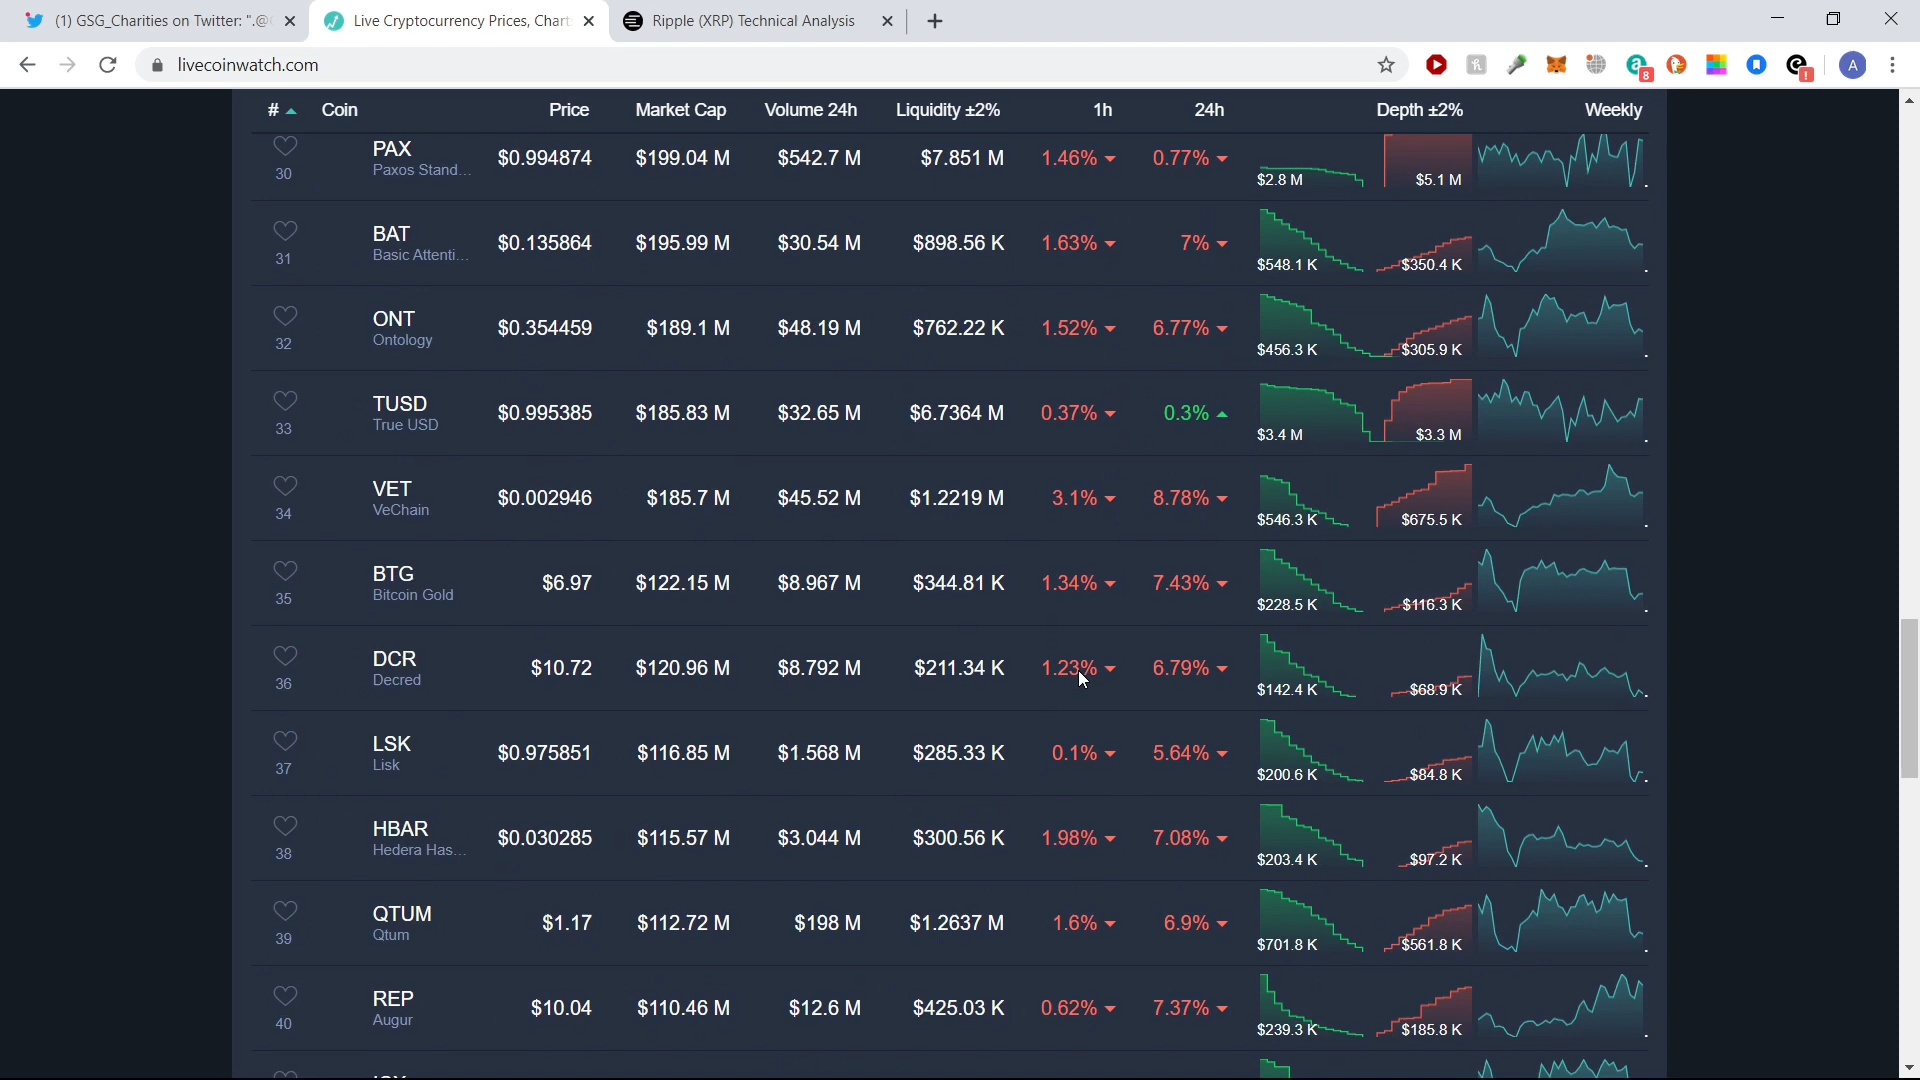 (1) GSG_Charities on Twitter: ".@
Live Cryptocurrency Prices, Chart
Ripple (XRP) Technical Analysis
livecoinwatch.com
8
!
A
# Coin Price Market Cap Volume 24h Liquidity ±2% 1h 24h Depth ±2% Weekly
30 PAX Paxos Stand... $0.994874 $199.04 M $542.7 M $7.851 M 1.46% 0.77% $2.8 M $5.1 M
31 BAT Basic Attenti... $0.135864 $195.99 M $30.54 M $898.56 K 1.63% 7% $548.1 K $350.4 K
32 ONT Ontology $0.354459 $189.1 M $48.19 M $762.22 K 1.52% 6.77% $456.3 K $305.9 K
33 TUSD True USD $0.995385 $185.83 M $32.65 M $6.7364 M 0.37% 0.3% $3.4 M $3.3 M
34 VET VeChain $0.002946 $185.7 M $45.52 M $1.2219 M 3.1% 8.78% $546.3 K $675.5 K
35 BTG Bitcoin Gold $6.97 $122.15 M $8.967 M $344.81 K 1.34% 7.43% $228.5 K $116.3 K
36 DCR Decred $10.72 $120.96 M $8.792 M $211.34 K 1.23% 6.79% $142.4 K $68.9 K
37 LSK Lisk $0.975851 $116.85 M $1.568 M $285.33 K 0.1% 5.64% $200.6 K $84.8 K
38 HBAR Hedera Has... $0.030285 $115.57 M $3.044 M $300.56 K 1.98% 7.08% $203.4 K $97.2 K
39 QTUM Qtum $1.17 $112.72 M $198 M $1.2637 M 1.6% 6.9% $701.8 K $561.8 K
40 REP Augur $10.04 $110.46 M $12.6 M $425.03 K 0.62% 7.37% $239.3 K $185.8 K